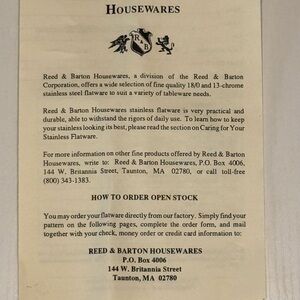 HOUSEWARES
R & B
Reed & Barton Housewares, a division of the Reed & Barton
Corporation, offers a wide selection of fine quality 18/0 and 13-chrome
stainless steel flatware to suit a variety of tableware needs.
Reed & Barton Housewares stainless flatware is very practical and
durable, able to withstand the rigors of daily use. To learn how to keep
your stainless looking its best, please read the section on Caring for Your
Stainless Flatware.
For more information on other fine products offered by Reed & Barton
Housewares, write to: Reed & Barton Housewares, P.O. Box 4006,
144 W. Britannia Street, Taunton, MA 02780, or call toll-free
(800) 343-1383.
HOW TO ORDER OPEN STOCK
You may order your flatware directly from our factory. Simply find your
pattern on the following pages, complete the order form, and mail
together with your check, money order or credit card information to:
REED & BARTON HOUSEWARES
P.O. Box 4006
144 W. Britannia Street
Taunton, MA 02780